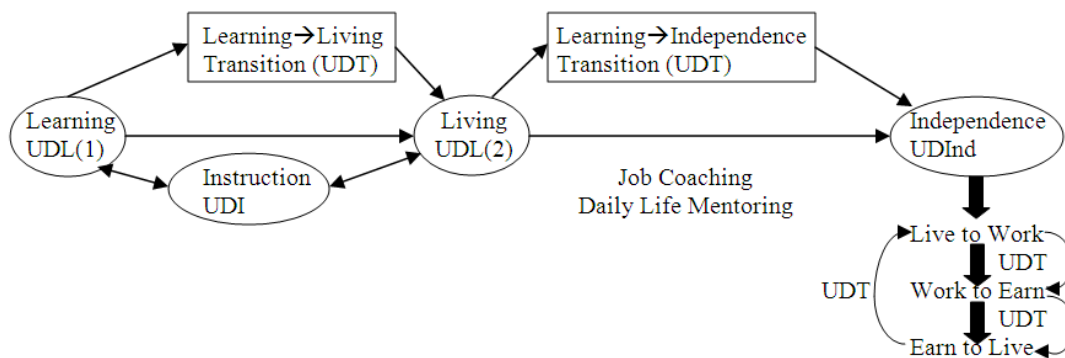 Learning→Living
Transition (UDT)
Learning→Independence
Transition (UDT)
Learning
UDL(1)
Living
UDL(2)
Independence
UDInd
Instruction
UDI
Job Coaching
Daily Life Mentoring
Live to Work
UDT
UDT
Work to Earn
UDT
Earn to Live